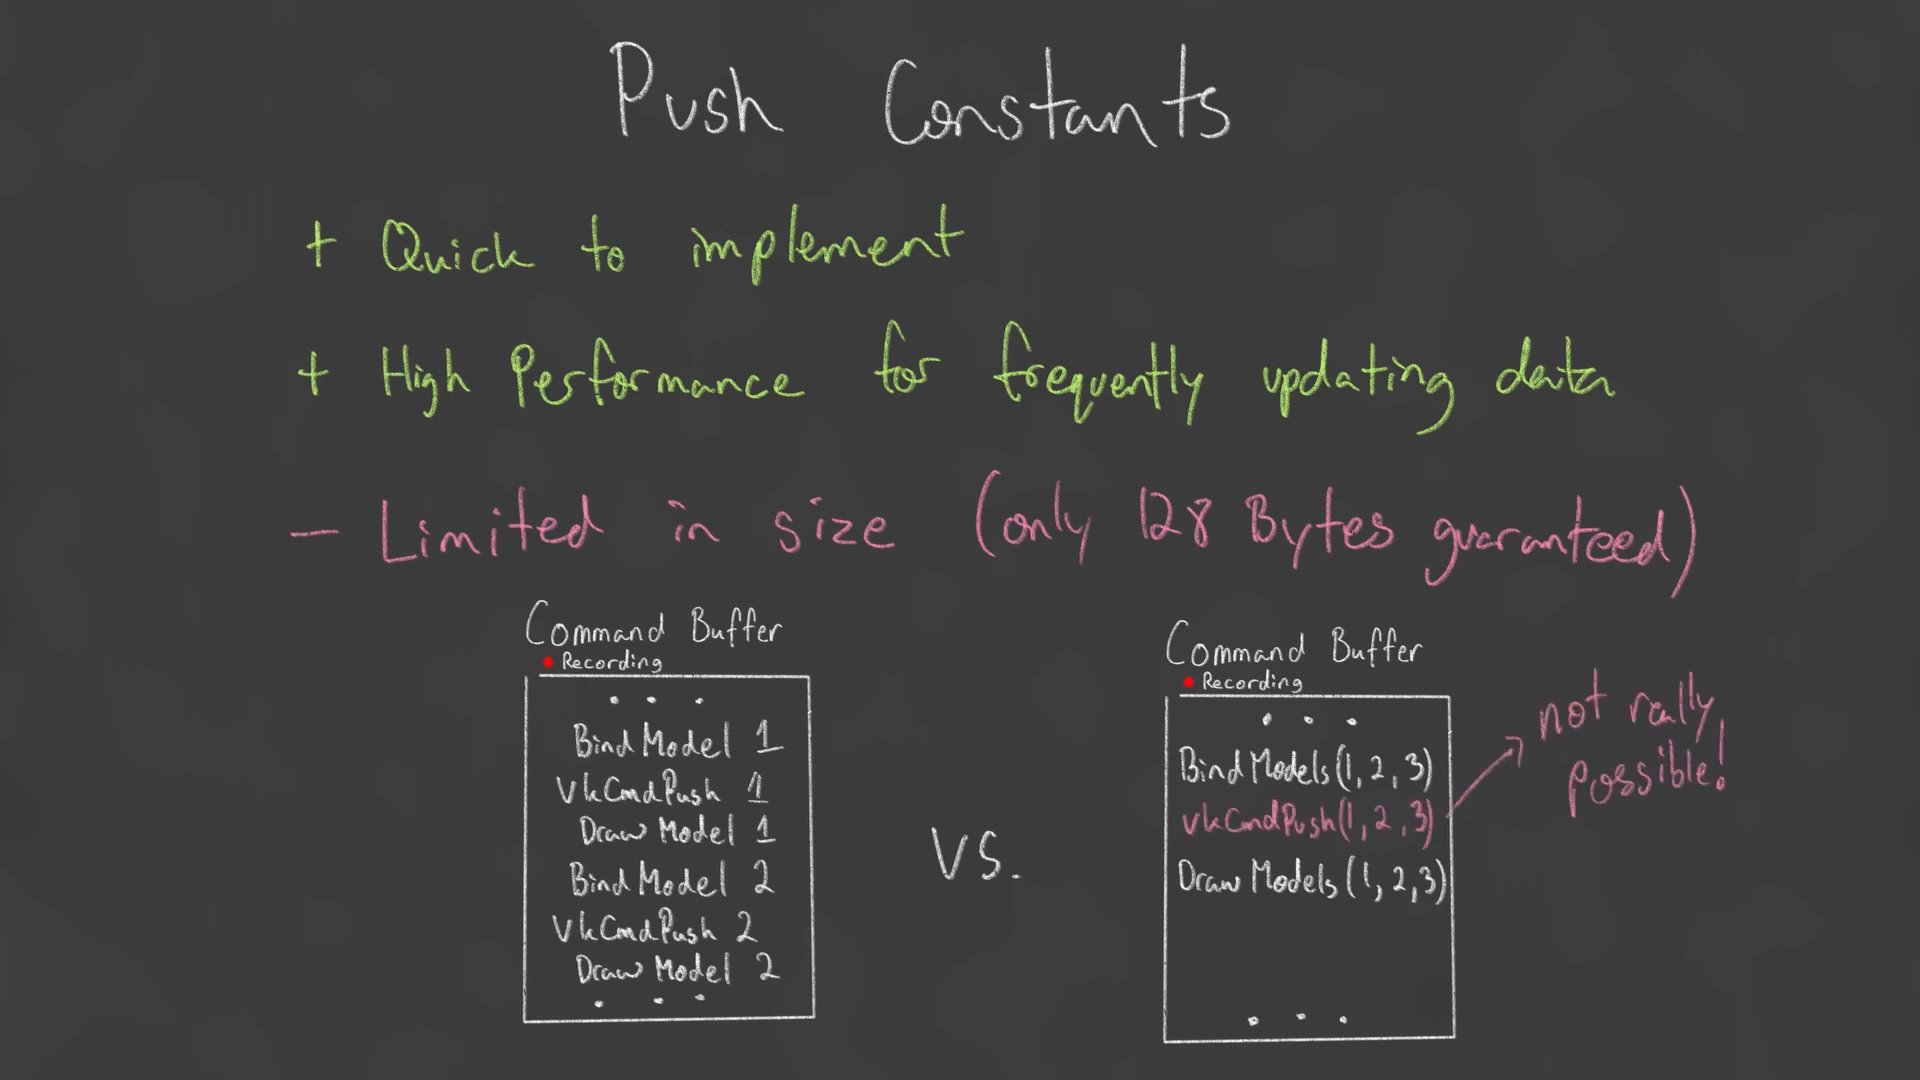 Push Constants
+ Quick to implement
+ High Performance for frequently updating data
- Limited in size (only 128 Bytes guaranteed)
Command Buffer
Recording
. . .
Bind Model 1
VkCmdPush 1
Draw Model 1
Bind Model 2
VkCmdPush 2
Draw Model 2
. . .
VS.
Command Buffer
Recording
. . .
Bind Models (1, 2, 3)
vkCmdPush (1, 2, 3)
Draw Models (1, 2, 3)
. . .
not rally
possible!